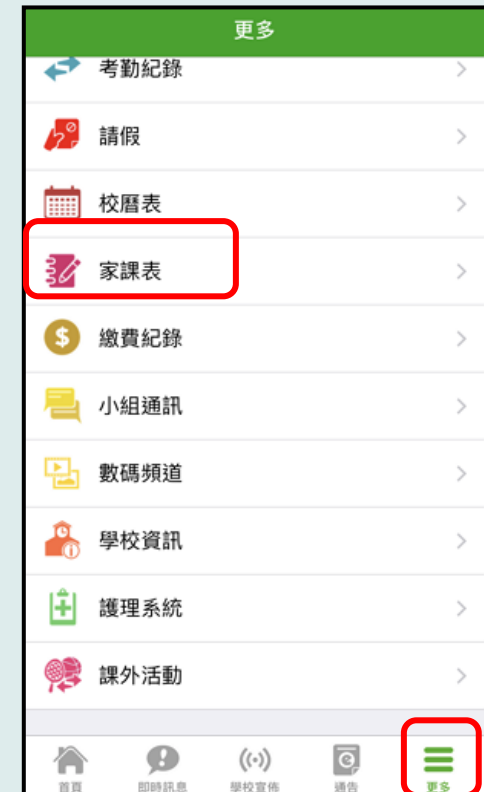 更多
考勤紀錄
請假
校曆表
家課表
繳費紀錄
小組通訊
數碼頻道
學校資訊
護理系統
課外活動
首頁 即時訊息 學校宣佈 通告 更多